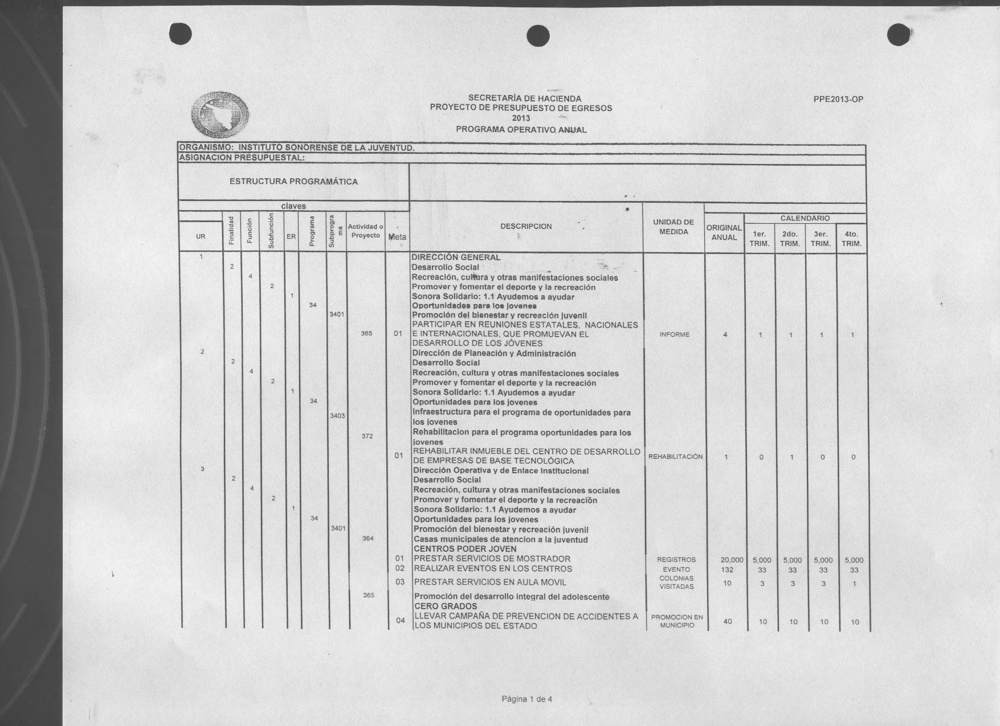 SECRETARÍA DE HACIENDA
PROYECTO DE PRESUPUESTO DE EGRESOS
2013
PROGRAMA OPERATIVO ANUAL
PPE2013-OP
ORGANISMO: INSTITUTO SONORENSE DE LA JUVENTUD.
ASIGNACION PRESUPUESTAL:
ESTRUCTURA PROGRAMÁTICA
claves
UR Finalidad Función Subfunción ER Programa Subprograma Actividad o Proyecto Meta DESCRIPCION UNIDAD DE MEDIDA ORIGINAL ANUAL CALENDARIO
1er. TRIM. 2do. TRIM. 3er. TRIM. 4to. TRIM.
1 DIRECCIÓN GENERAL
2 Desarrollo Social
4 Recreación, cultura y otras manifestaciones sociales
2 Promover y fomentar el deporte y la recreación
1 Sonora Solidario: 1.1 Ayudemos a ayudar
34 Oportunidades para los jovenes
3401 Promoción del bienestar y recreación juvenil
PARTICIPAR EN REUNIONES ESTATALES, NACIONALES
365 01 E INTERNACIONALES, QUE PROMUEVAN EL INFORME 4 1 1 1 1
DESARROLLO DE LOS JÓVENES
2 Dirección de Planeación y Administración
2 Desarrollo Social
4 Recreación, cultura y otras manifestaciones sociales
2 Promover y fomentar el deporte y la recreación
1 Sonora Solidario: 1.1 Ayudemos a ayudar
34 Oportunidades para los jovenes
3403 Infraestructura para el programa de oportunidades para
los jovenes
372 Rehabilitacion para el programa oportunidades para los
jovenes
01 REHABILITAR INMUEBLE DEL CENTRO DE DESARROLLO REHABILITACIÓN 1 0 1 0 0
DE EMPRESAS DE BASE TECNOLÓGICA
3 Dirección Operativa y de Enlace Institucional
2 Desarrollo Social
4 Recreación, cultura y otras manifestaciones sociales
2 Promover y fomentar el deporte y la recreación
1 Sonora Solidario: 1.1 Ayudemos a ayudar
34 Oportunidades para los jovenes
3401 Promoción del bienestar y recreación juvenil
364 Casas municipales de atencion a la juventud
CENTROS PODER JOVEN
01 PRESTAR SERVICIOS DE MOSTRADOR REGISTROS 20,000 5,000 5,000 5,000 5,000
02 REALIZAR EVENTOS EN LOS CENTROS EVENTO 132 33 33 33 33
03 PRESTAR SERVICIOS EN AULA MOVIL COLONIAS VISITADAS 10 3 3 3 1
365 Promoción del desarrollo integral del adolescente
CERO GRADOS
04 LLEVAR CAMPAÑA DE PREVENCION DE ACCIDENTES A PROMOCION EN MUNICIPIO 40 10 10 10 10
LOS MUNICIPIOS DEL ESTADO
Página 1 de 4